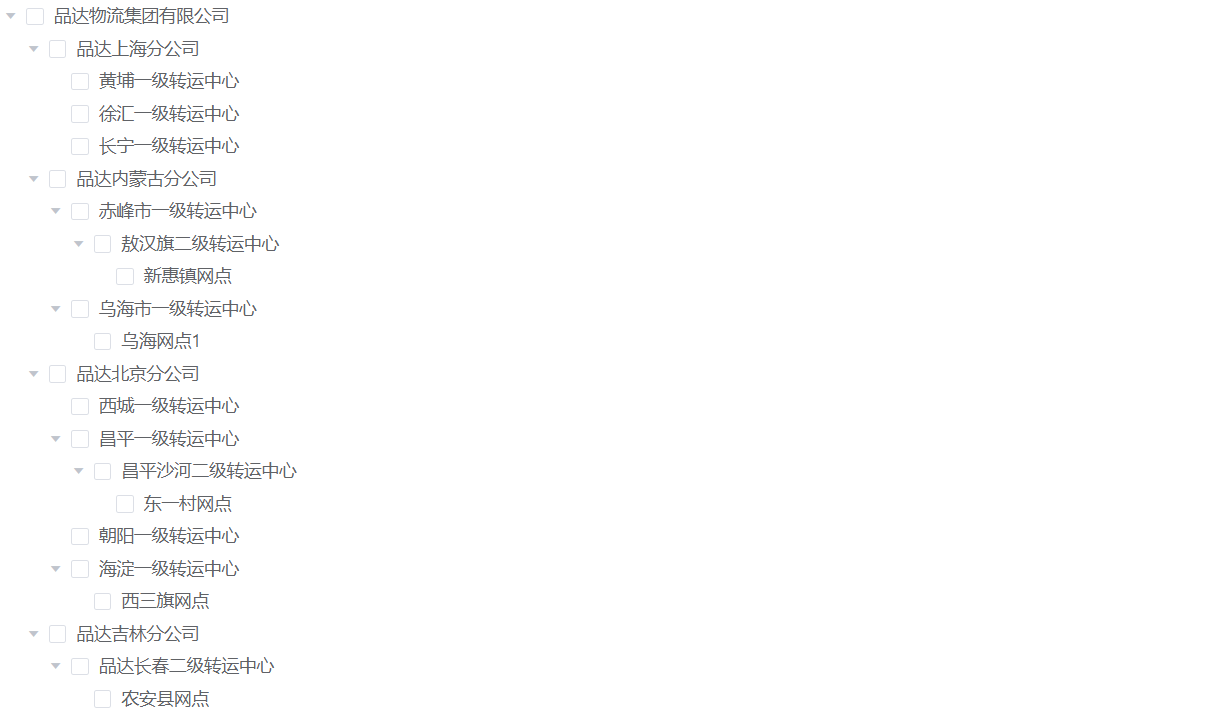 品达物流集团有限公司
品达上海分公司
黄埔一级转运中心
徐汇一级转运中心
长宁一级转运中心
品达内蒙古分公司
赤峰市一级转运中心
敖汉旗二级转运中心
新惠镇网点
乌海市一级转运中心
乌海网点1
品达北京分公司
西城一级转运中心
昌平一级转运中心
昌平沙河二级转运中心
东一村网点
朝阳一级转运中心
海淀一级转运中心
西三旗网点
品达吉林分公司
品达长春二级转运中心
农安县网点